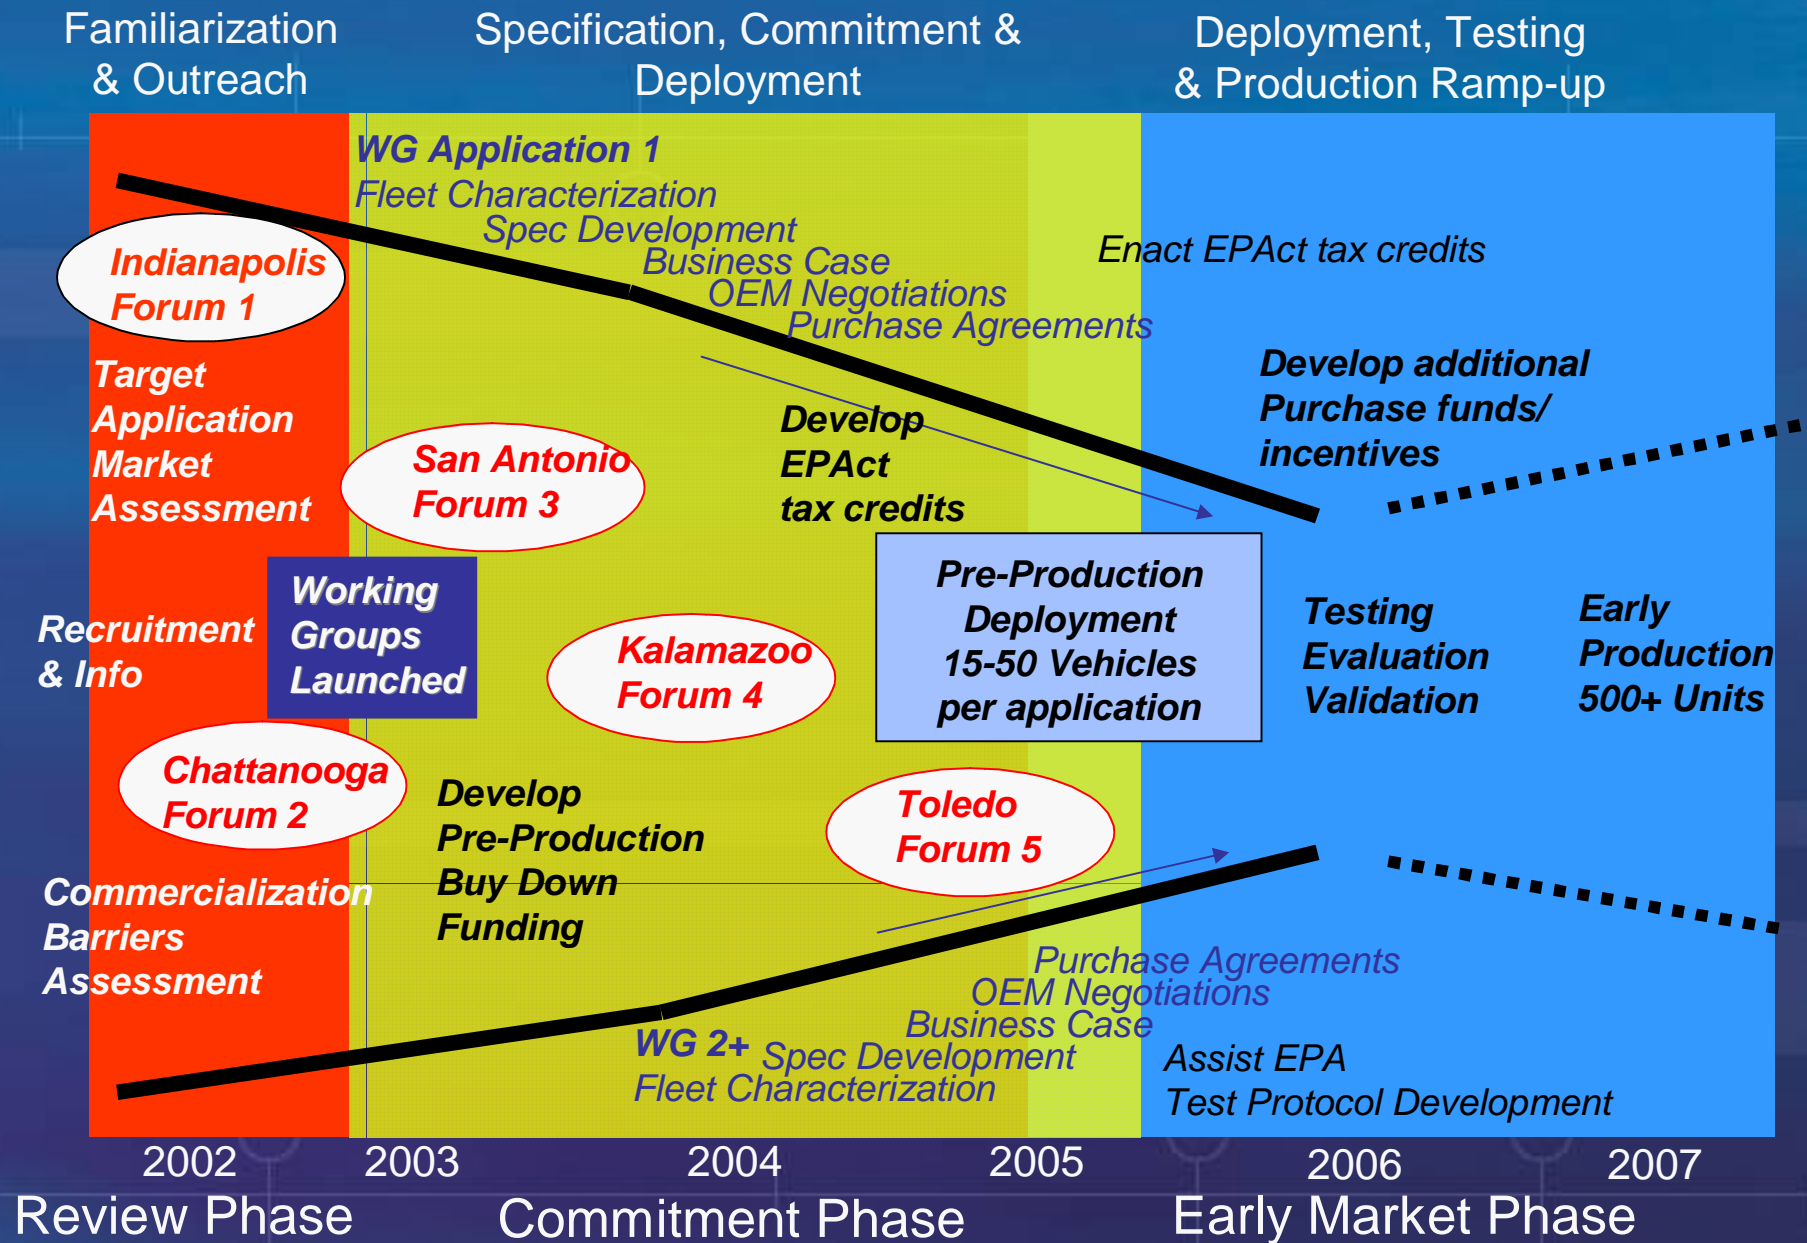 Familiarization
& Outreach
Specification, Commitment &
Deployment
Deployment, Testing
& Production Ramp-up
WG Application 1
Fleet Characterization
Spec Development
Business Case
OEM Negotiations
Purchase Agreements
Enact EPAct tax credits
Indianapolis
Forum 1
Target
Application
Market
Assessment
San Antonio
Forum 3
Develop
EPAct
tax credits
Develop additional
Purchase funds/
incentives
Recruitment
& Info
Working
Groups
Launched
Kalamazoo
Forum 4
Pre-Production
Deployment
15-50 Vehicles
per application
Testing
Evaluation
Validation
Early
Production
500+ Units
Chattanooga
Forum 2
Develop
Pre-Production
Buy Down
Funding
Toledo
Forum 5
Commercialization
Barriers
Assessment
Purchase Agreements
OEM Negotiations
Business Case
WG 2+ Spec Development
Fleet Characterization
Assist EPA
Test Protocol Development
2002 2003 2004 2005 2006 2007
Review Phase Commitment Phase Early Market Phase